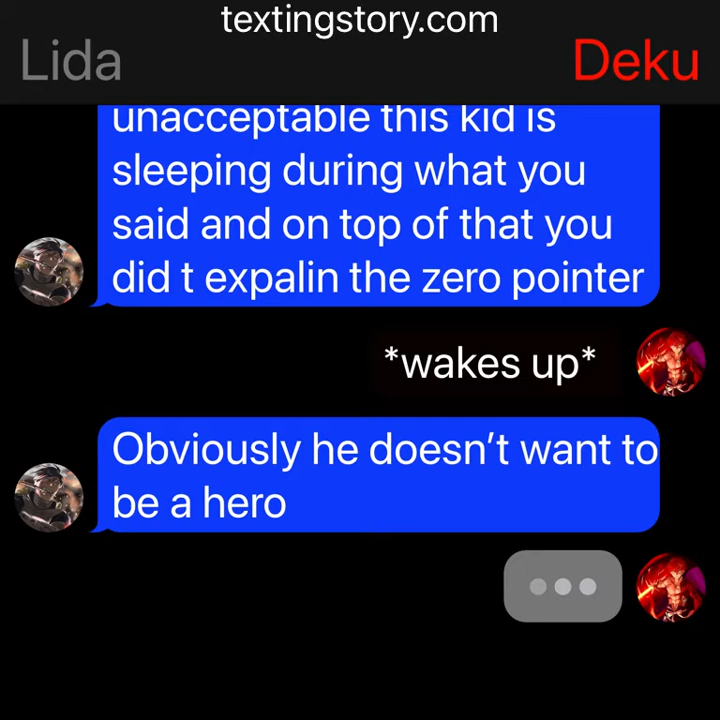 textingstory.com
Lida
Deku
unacceptable this kid is
sleeping during what you
said and on top of that you
did t expalin the zero pointer
*wakes up*
Obviously he doesn’t want to
be a hero